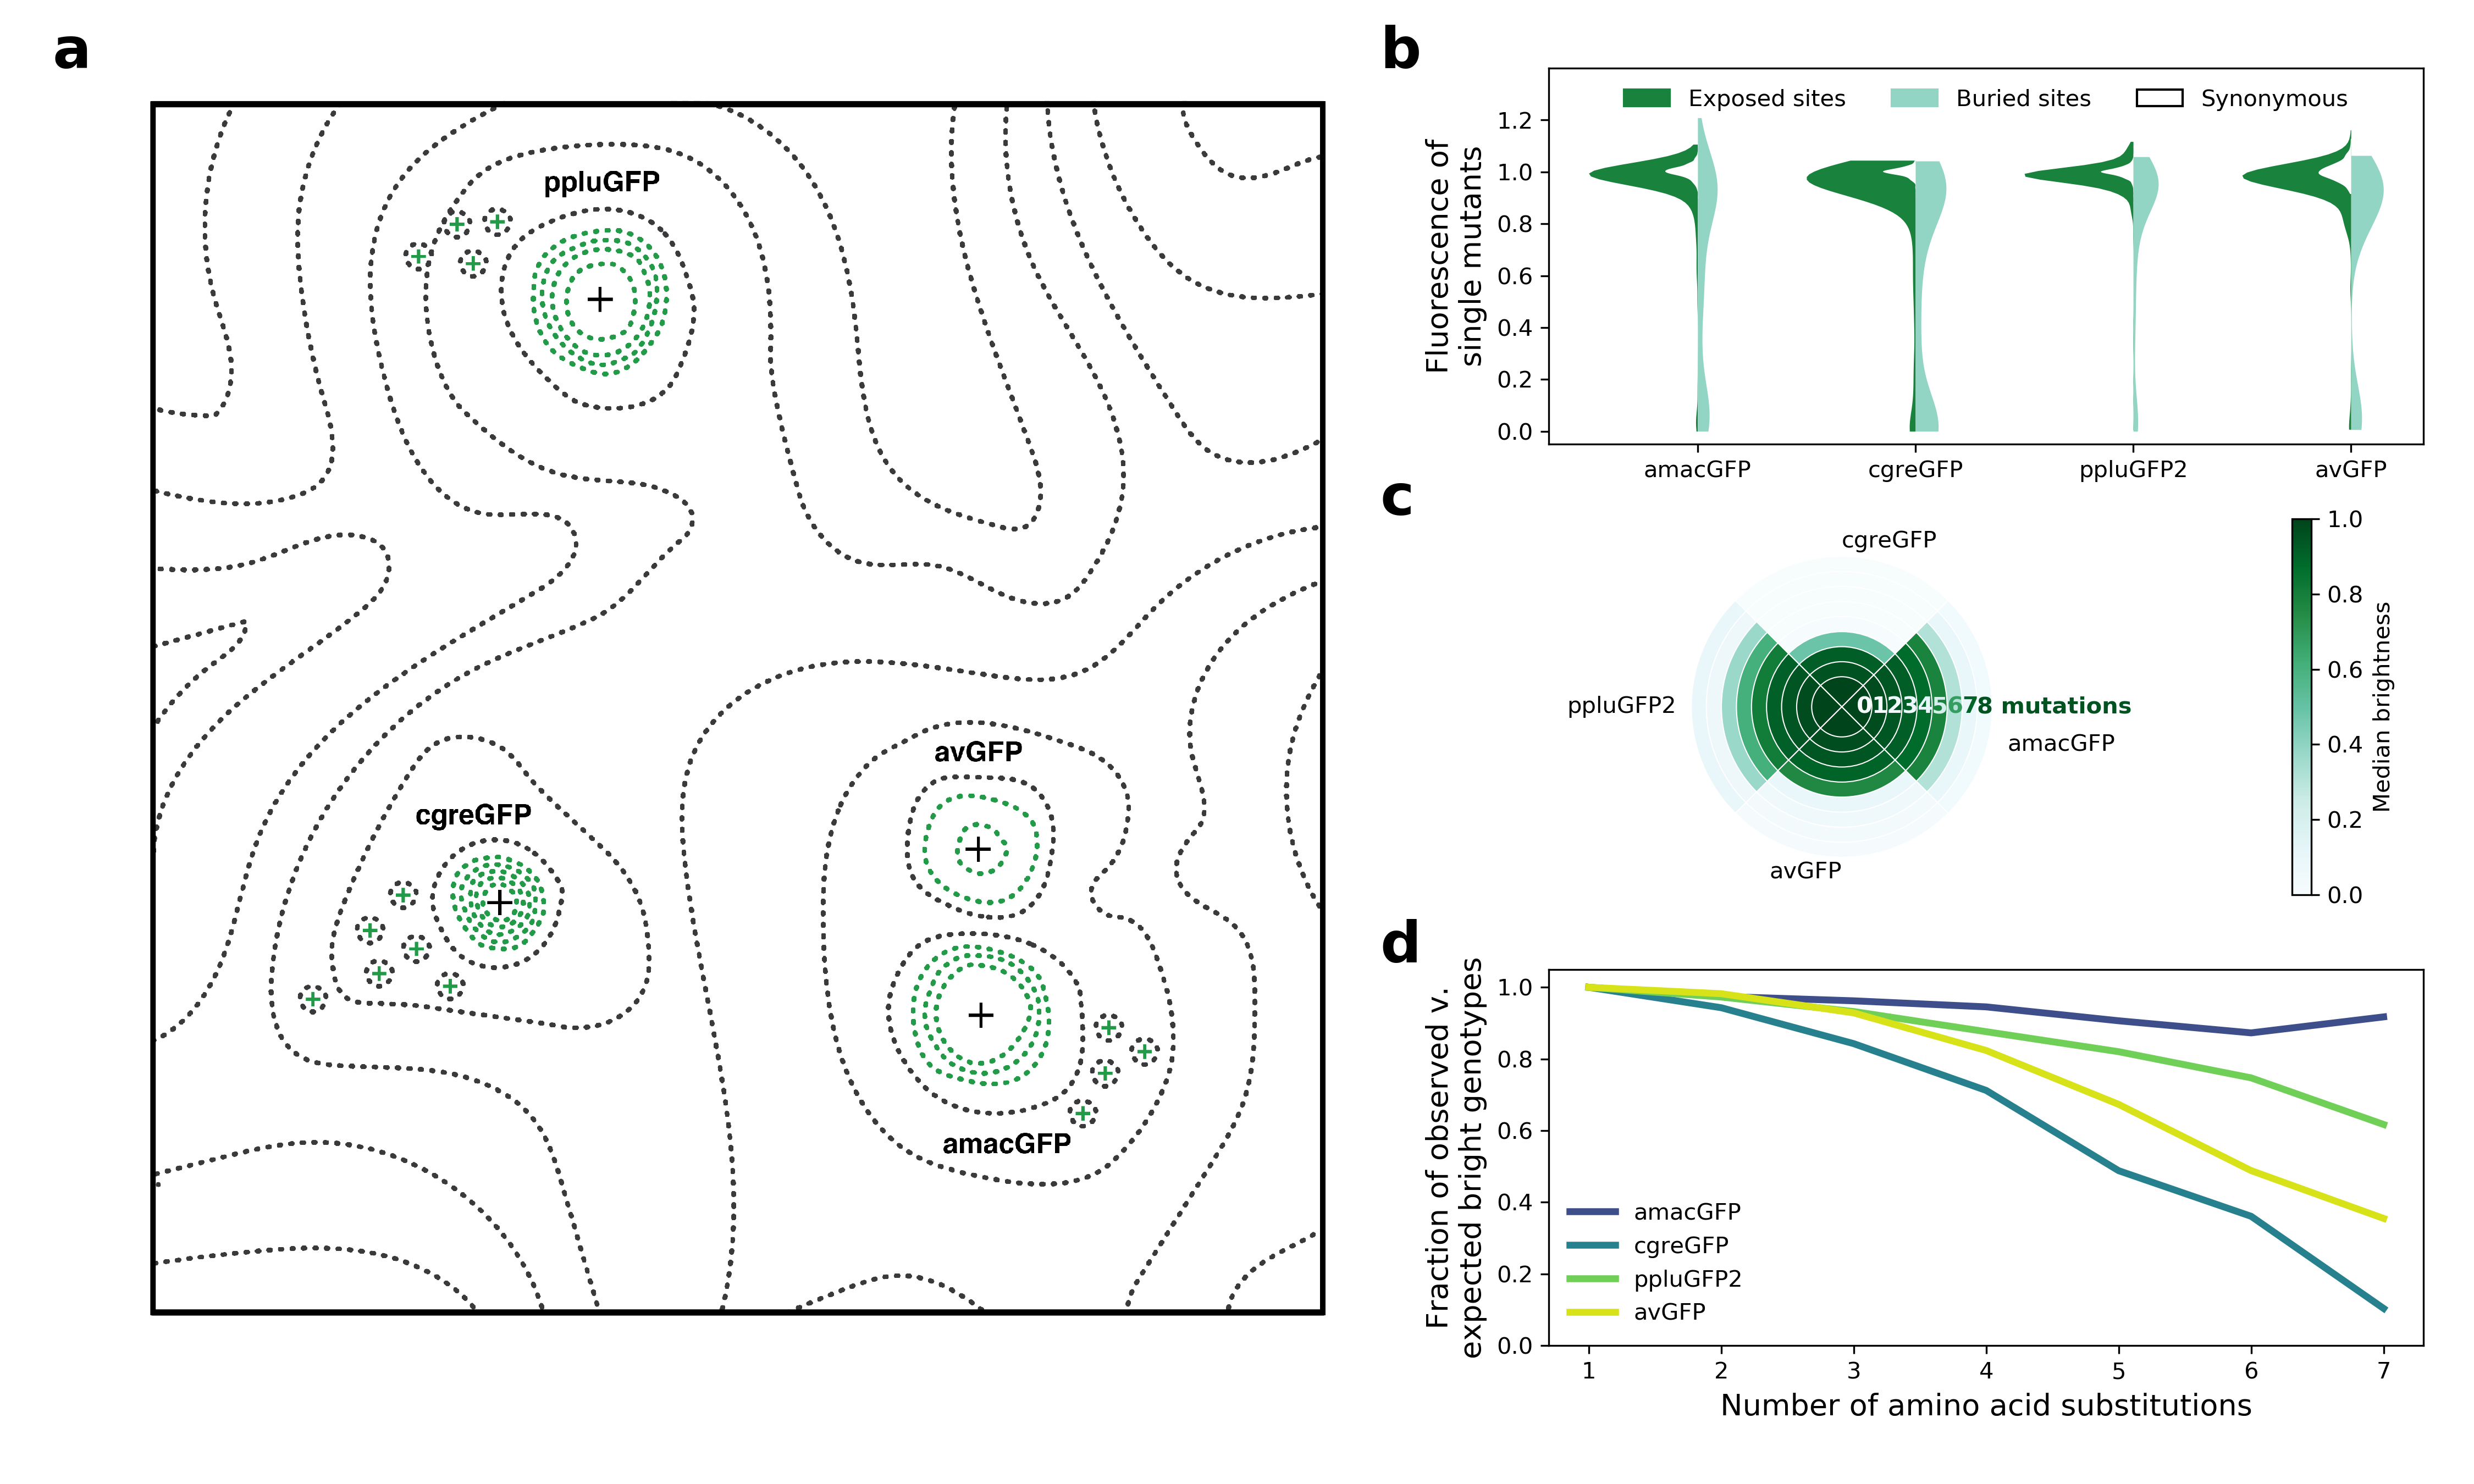 a
ppluGFP
avGFP
cgreGFP
amacGFP
b
Exposed sites Buried sites Synonymous
Fluorescence of
single mutants
1.2
1.0
0.8
0.6
0.4
0.2
0.0
amacGFP cgreGFP ppluGFP2 avGFP
c
cgreGFP
ppluGFP2
012345678 mutations
amacGFP
avGFP
1.0
0.8
0.6
0.4
0.2
0.0
Median brightness
d
Fraction of observed v.
expected bright genotypes
1.0
0.8
0.6
0.4
0.2
0.0
amacGFP
cgreGFP
ppluGFP2
avGFP
1 2 3 4 5 6 7
Number of amino acid substitutions